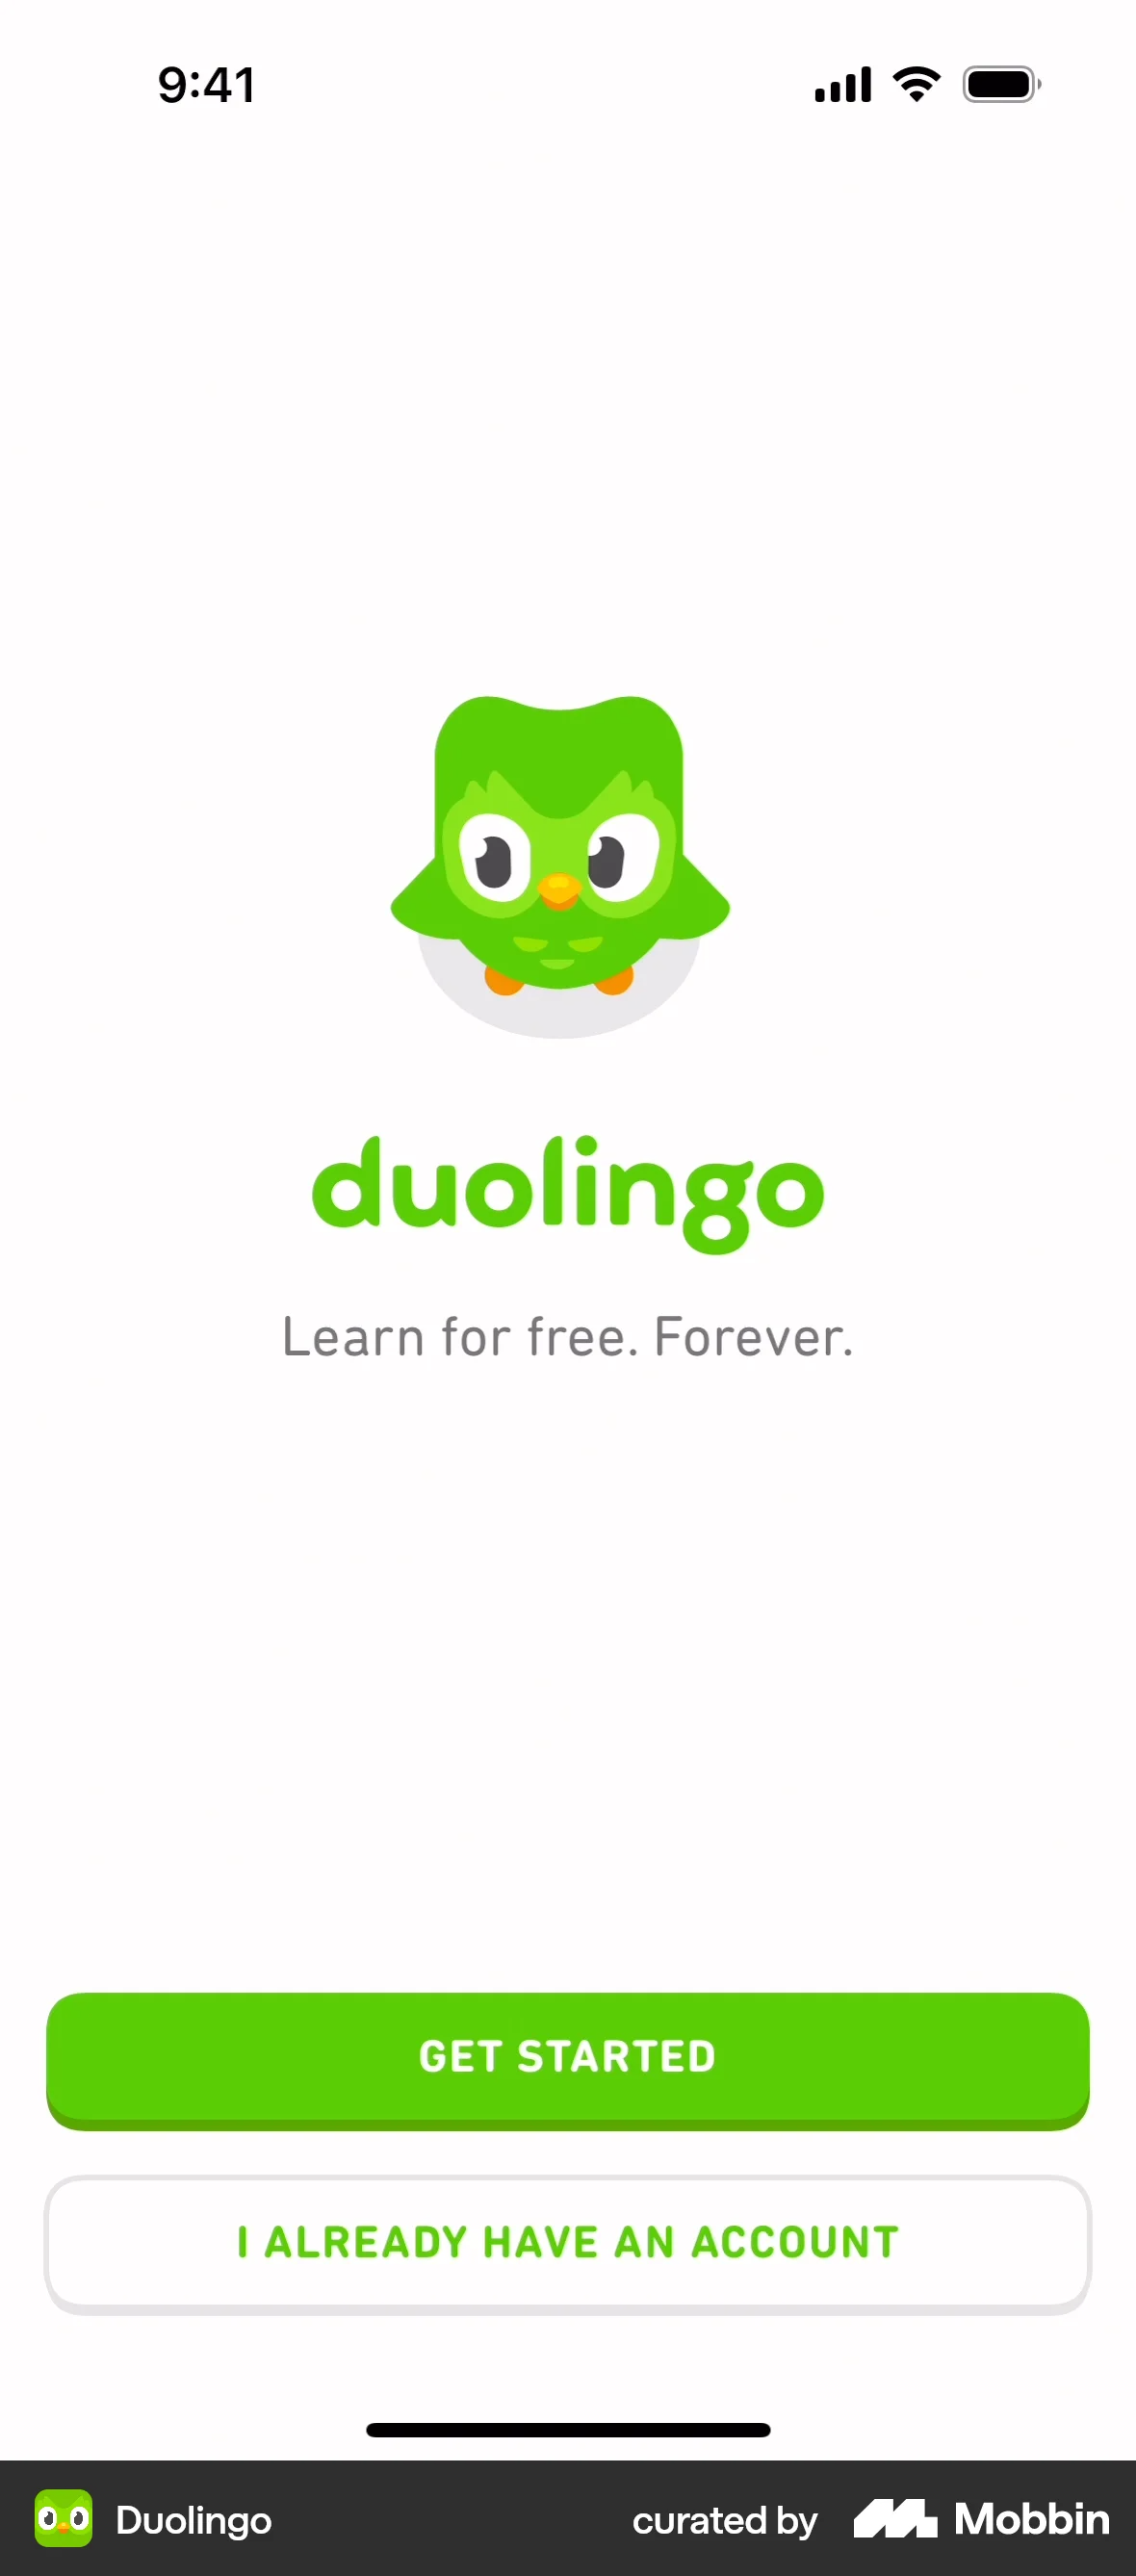 9:41
duolingo
Learn for free. Forever.
GET STARTED
I ALREADY HAVE AN ACCOUNT
Duolingo
curated by Mobbin